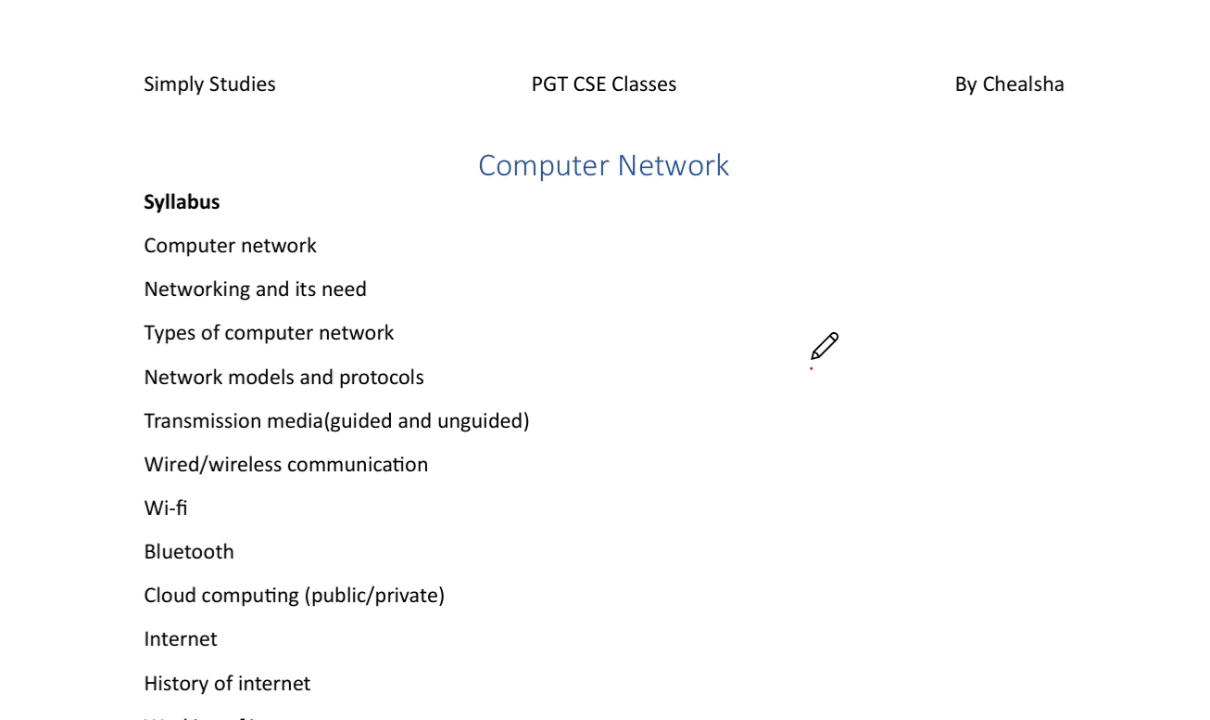 Simply Studies PGT CSE Classes By Chealsha
Computer Network
Syllabus
Computer network
Networking and its need
Types of computer network
Network models and protocols
Transmission media(guided and unguided)
Wired/wireless communication
Wi-fi
Bluetooth
Cloud computing (public/private)
Internet
History of internet